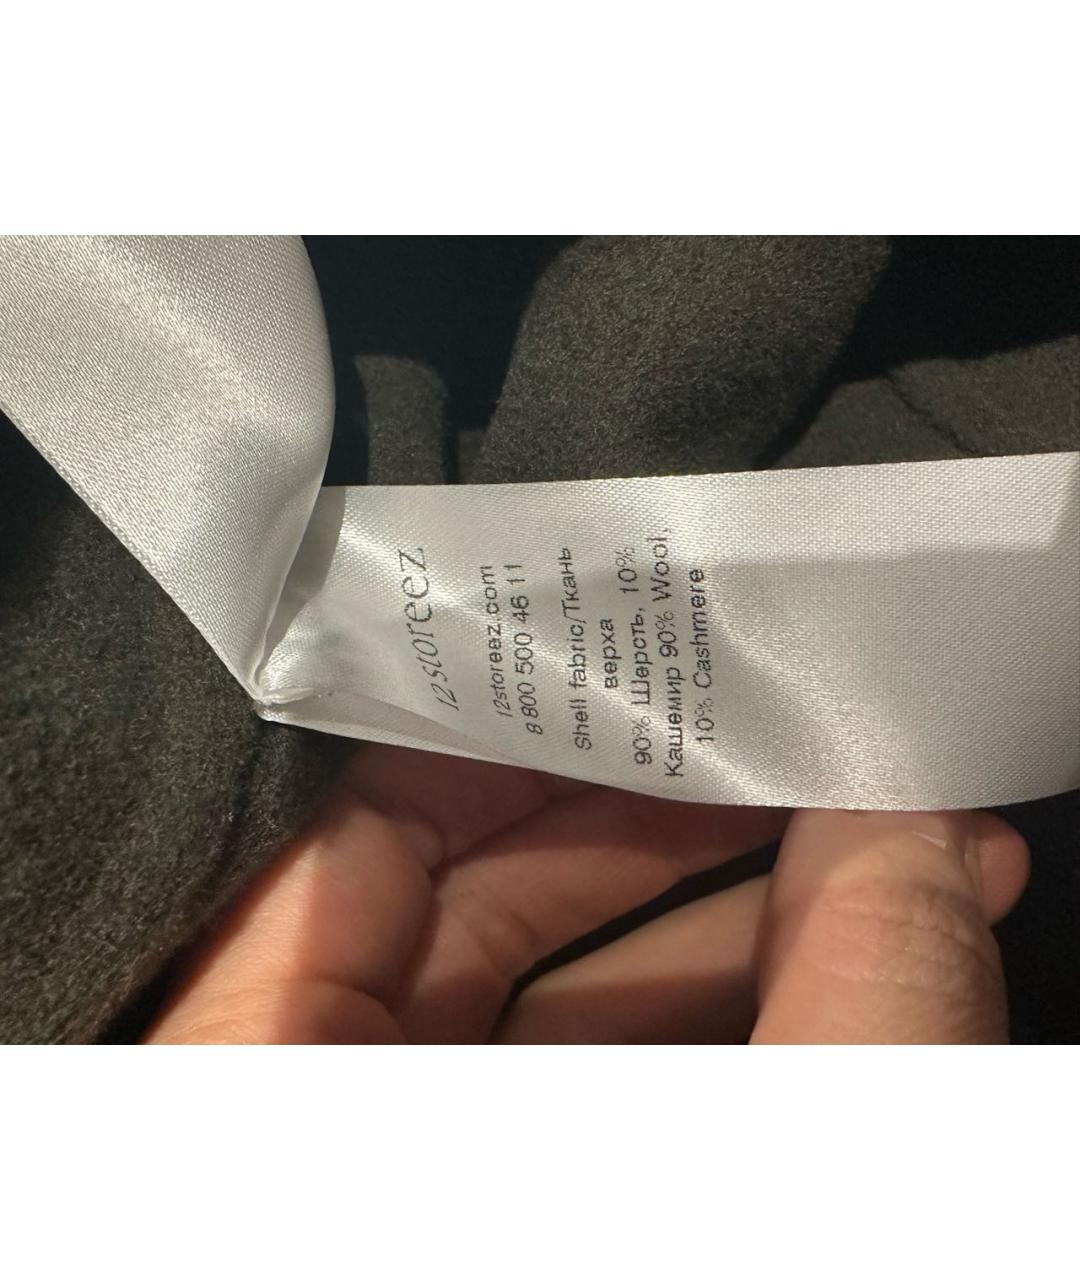 12storeez
12storeez.com
8 800 500 46 11
Shell fabric/Ткань
верха
90% Шерсть, 10%
Кашемир 90% Wool,
10% Cashmere